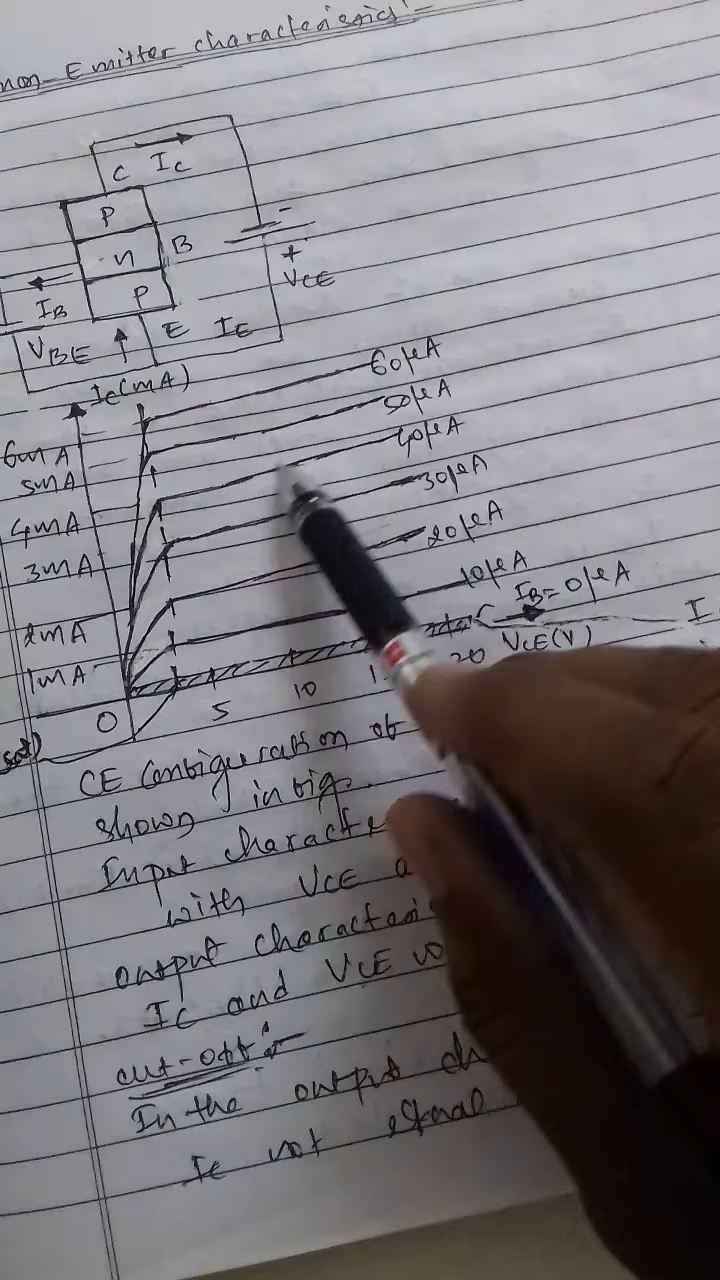 Emitter characteristics:-
C Ic
P
n B
P
IB
E IE
VBE
-
+
VCE
Ic(mA)
60μA
50μA
40μA
30μA
20μA
10μA
IB = 0μA
6mA
5mA
4mA
3mA
2mA
1mA
0 5 10 20 VCE(V)
I
CE Configuration of
shown in fig.
Input
with VCE
output
Ic and VCE
cut-off:-
In the output
Ic not equal